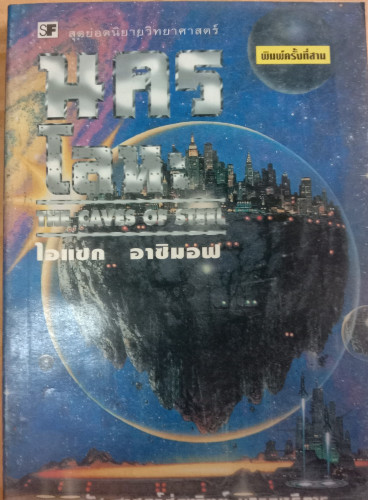 SF สุดยอดนิยายวิทยาศาสตร์
พิมพ์ครั้งที่สาม
นคร
โลหะ
THE CAVES OF STEEL
ไอแซค อาซิมอฟ